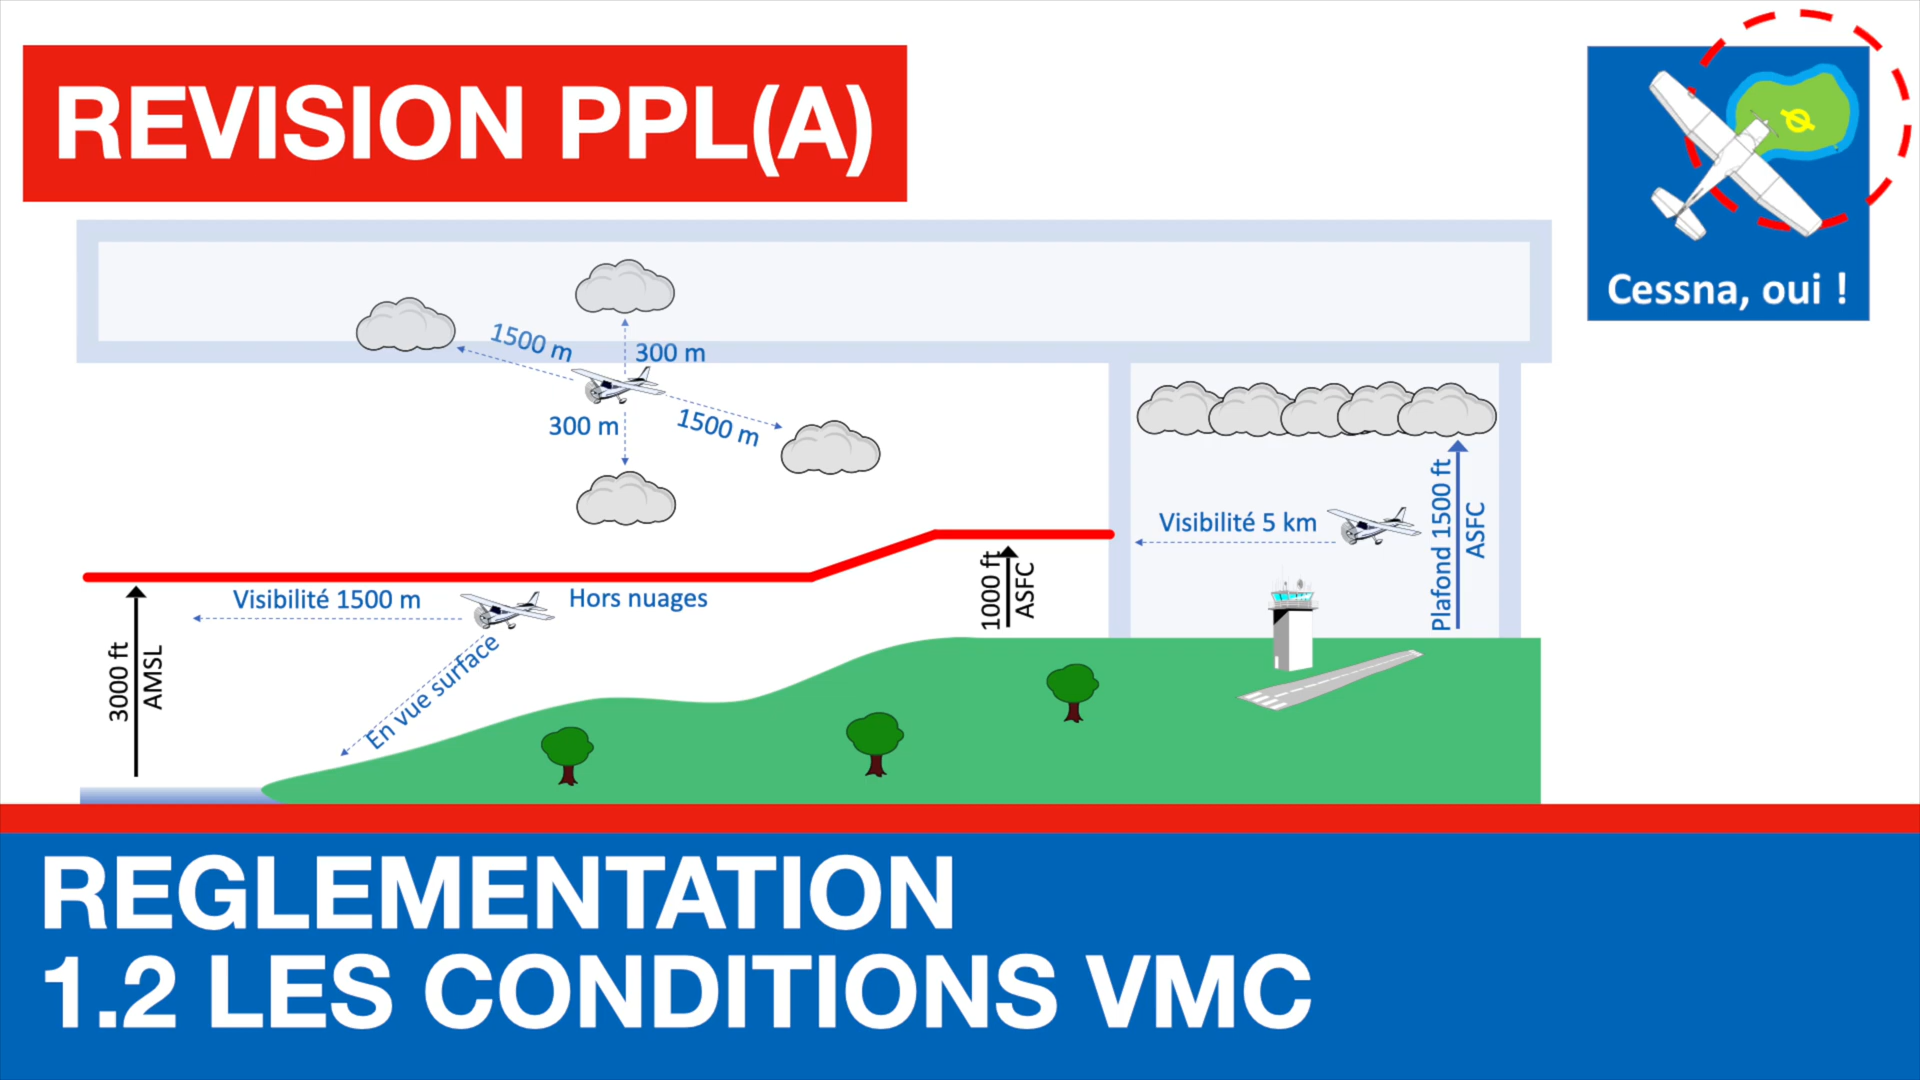 REVISION PPL(A)
Cessna, oui !
1500 m
300 m
300 m
1500 m
Visibilité 5 km
Plafond 1500 ft
ASFC
1000 ft
ASFC
Visibilité 1500 m
Hors nuages
En vue surface
3000 ft
AMSL
REGLEMENTATION
1.2 LES CONDITIONS VMC